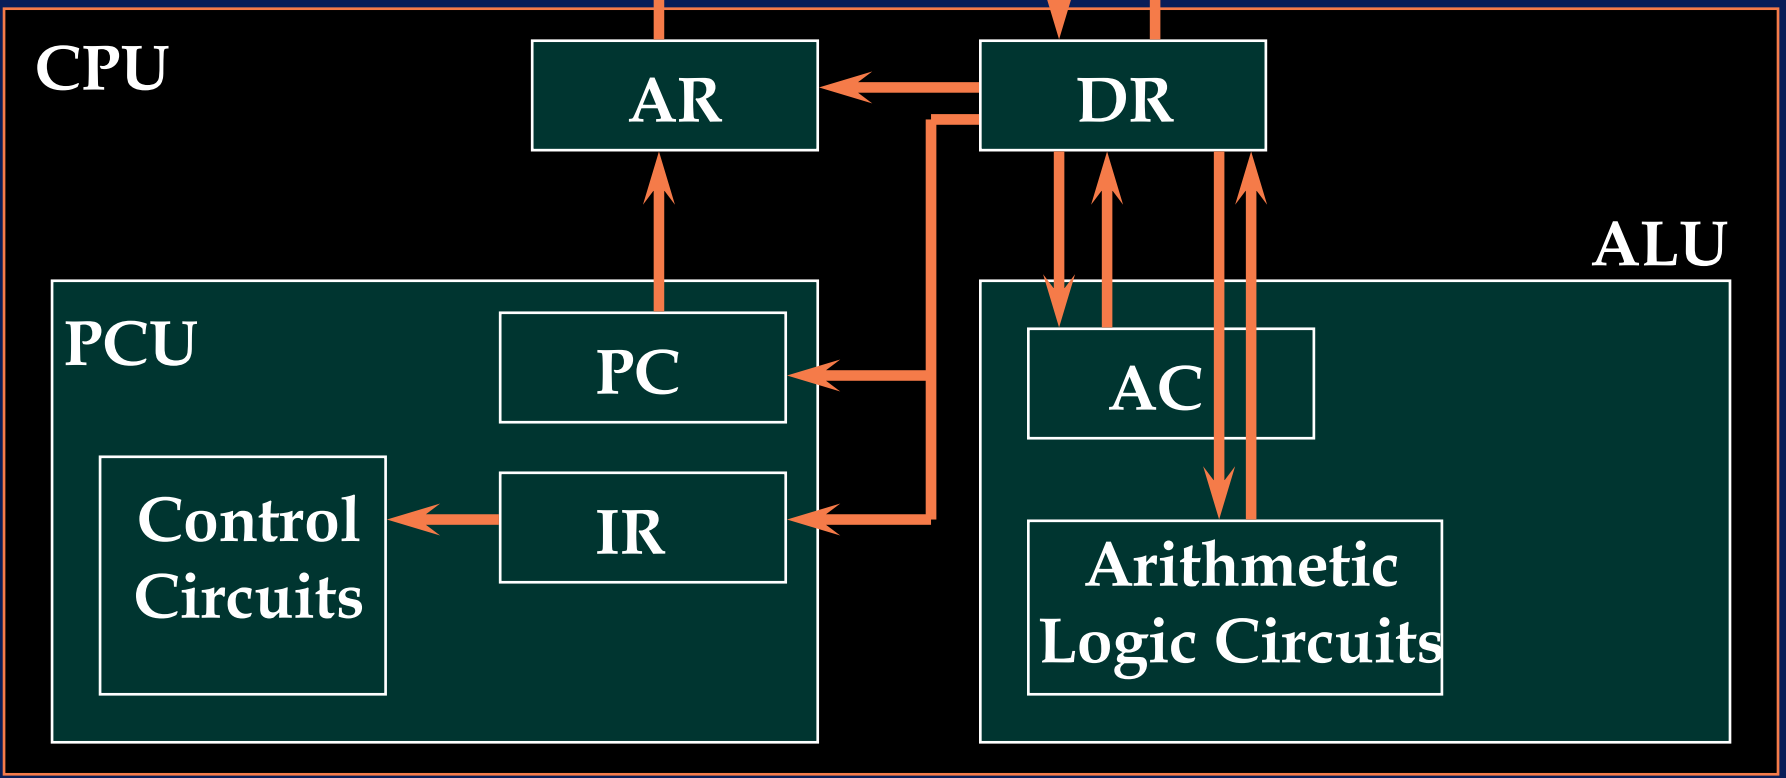 CPU
AR
DR
ALU
PCU
PC
AC
Control
Circuits
IR
Arithmetic
Logic Circuits